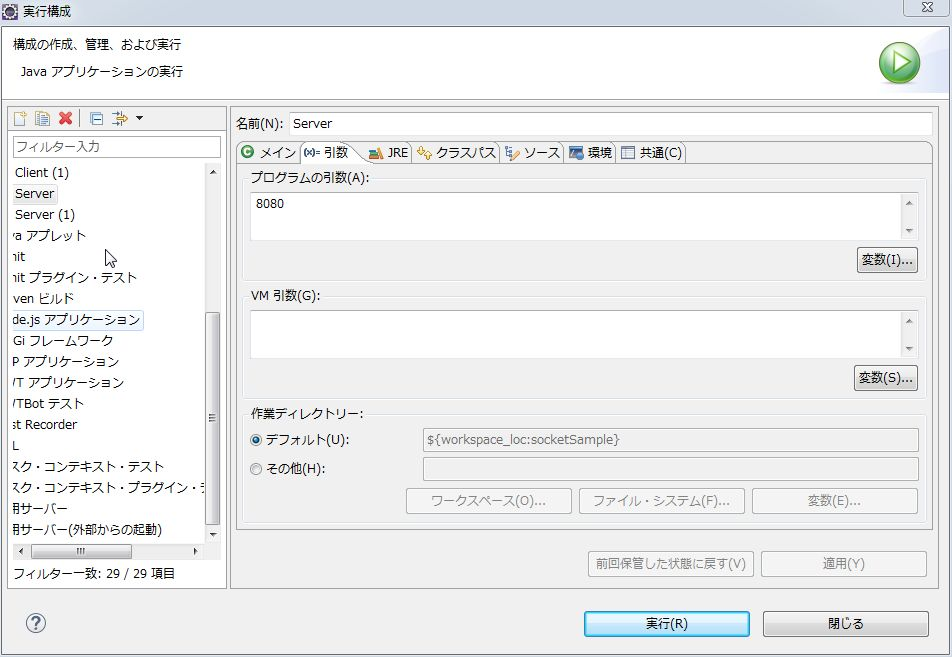 実行構成
構成の作成、管理、および実行
Java アプリケーションの実行
フィルター入力
Client (1)
Server
Server (1)
va アプレット
nit
nit プラグイン・テスト
ven ビルド
de.js アプリケーション
Gi フレームワーク
P アプリケーション
/T アプリケーション
/TBot テスト
st Recorder
L
スク・コンテキスト・テスト
スク・コンテキスト・プラグイン・テ
用サーバー
用サーバー(外部からの起動)
フィルター一致: 29 / 29 項目
名前(N): Server
メイン (x)= 引数 JRE クラスパス ソース 環境 共通(C)
プログラムの引数(A):
8080
変数(I)...
VM 引数(G):
変数(S)...
作業ディレクトリー:
デフォルト(U): ${workspace_loc:socketSample}
その他(H):
ワークスペース(O)... ファイル・システム(F)... 変数(E)...
前回保管した状態に戻す(V) 適用(Y)
実行(R) 閉じる